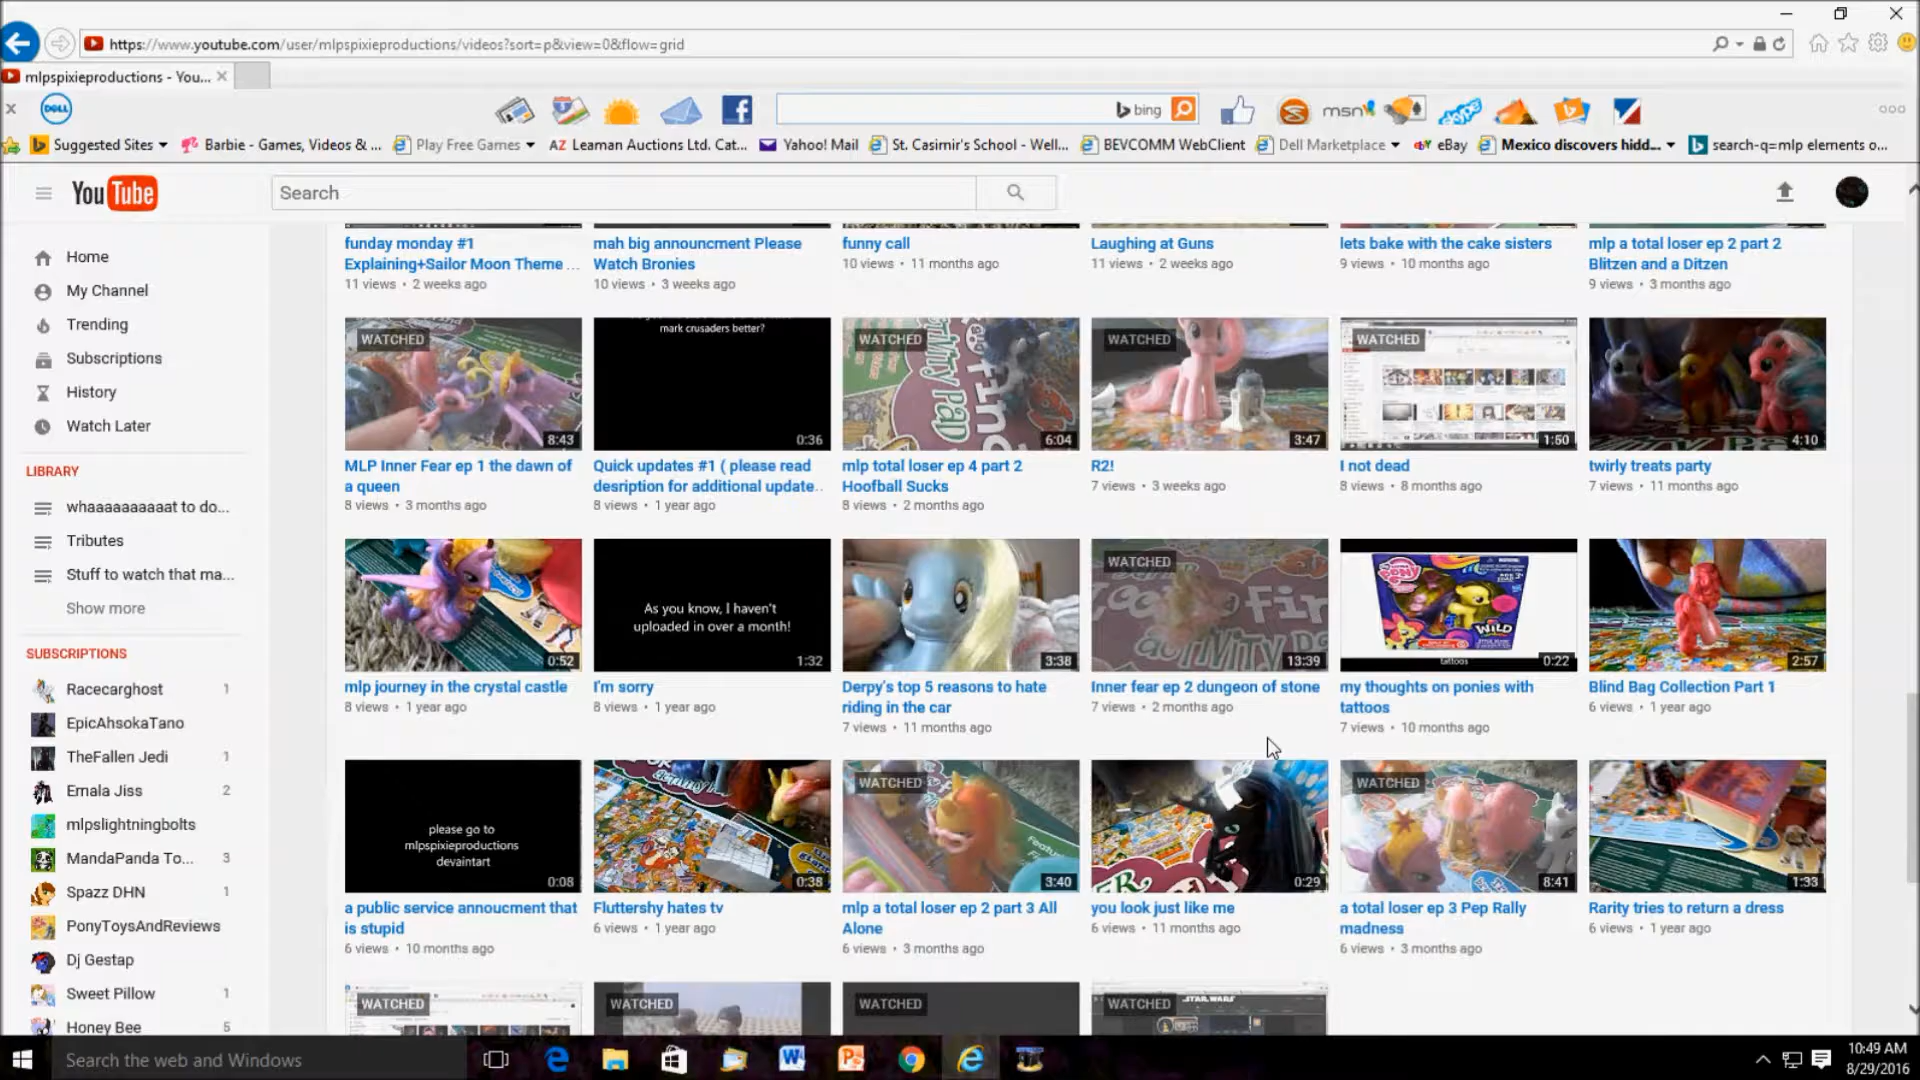 https://www.youtube.com/user/mlpspixieproductions/videos?sort=p&view=0&flow=grid
mlpspixieproductions - You...
DELL
bing
msn
skype
Suggested Sites
Barbie - Games, Videos & ...
Play Free Games
AZ Leaman Auctions Ltd. Cat...
Yahoo! Mail
St. Casimir's School - Well...
BEVCOMM WebClient
Dell Marketplace
eBay
Mexico discovers hidd...
search-q=mlp elements o...
YouTube
Search
Home
My Channel
Trending
Subscriptions
History
Watch Later
LIBRARY
whaaaaaaaaat to do...
Tributes
Stuff to watch that ma...
Show more
SUBSCRIPTIONS
Racecarghost 1
EpicAhsokaTano
TheFallen Jedi 1
Emala Jiss 2
mlpslightningbolts
MandaPanda To... 3
Spazz DHN 1
PonyToysAndReviews
Dj Gestap
Sweet Pillow 1
Honey Bee 5
funday monday #1
Explaining+Sailor Moon Theme ...
11 views • 2 weeks ago
mah big announcment Please
Watch Bronies
10 views • 3 weeks ago
funny call
10 views • 11 months ago
Laughing at Guns
11 views • 2 weeks ago
lets bake with the cake sisters
9 views • 10 months ago
mlp a total loser ep 2 part 2
Blitzen and a Ditzen
9 views • 3 months ago
WATCHED
8:43
MLP Inner Fear ep 1 the dawn of
a queen
8 views • 3 months ago
mark crusaders better?
0:36
Quick updates #1 ( please read
desription for additional update..
8 views • 1 year ago
WATCHED
6:04
mlp total loser ep 4 part 2
Hoofball Sucks
8 views • 2 months ago
WATCHED
3:47
R2!
7 views • 3 weeks ago
WATCHED
1:50
I not dead
8 views • 8 months ago
4:10
twirly treats party
7 views • 11 months ago
0:52
mlp journey in the crystal castle
8 views • 1 year ago
As you know, I haven't
uploaded in over a month!
1:32
I'm sorry
8 views • 1 year ago
3:38
Derpy's top 5 reasons to hate
riding in the car
7 views • 11 months ago
WATCHED
13:39
Inner fear ep 2 dungeon of stone
7 views • 2 months ago
WILD
tattoos
0:22
my thoughts on ponies with
tattoos
7 views • 10 months ago
2:57
Blind Bag Collection Part 1
6 views • 1 year ago
please go to
mlpspixieproductions
devaintart
0:08
a public service annoucment that
is stupid
6 views • 10 months ago
0:38
Fluttershy hates tv
6 views • 1 year ago
WATCHED
3:40
mlp a total loser ep 2 part 3 All
Alone
6 views • 3 months ago
0:29
you look just like me
6 views • 11 months ago
WATCHED
8:41
a total loser ep 3 Pep Rally
madness
6 views • 3 months ago
1:33
Rarity tries to return a dress
6 views • 1 year ago
WATCHED
WATCHED
WATCHED
WATCHED
STAR WARS
Search the web and Windows
10:49 AM
8/29/2016